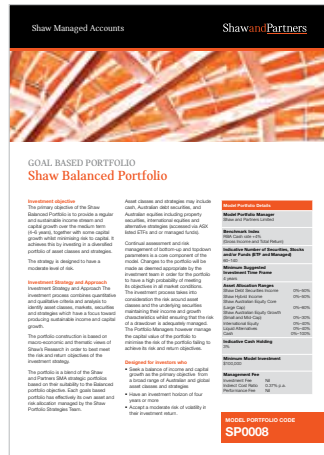 Shaw Managed Accounts
ShawandPartners
GOAL BASED PORTFOLIO
Shaw Balanced Portfolio
Investment objective
The primary objective of the Shaw
Balanced Portfolio is to provide a regular
and sustainable income stream and
capital growth over the medium term
(4-6 years), together with some capital
growth whilst minimising risk to capital. It
achieves this by investing in a diversified
portfolio of asset classes and strategies.
The strategy is designed to have a
moderate level of risk.
Investment Strategy and Approach
Investment Strategy and Approach The
investment process combines quantitative
and qualitative criteria and analysis to
identify asset classes, markets, securities
and strategies which have a focus toward
producing sustainable income and capital
growth.
The portfolio construction is based on
macro-economic and thematic views of
Shaw's Research in order to best meet
the risk and return objectives of the
investment strategy.
The portfolio is a blend of the Shaw
and Partners SMA strategic portfolios
based on their suitability to the Balanced
portfolio objective. Each goals based
portfolio has effectively its own asset and
risk allocation managed by the Shaw
Portfolio Strategies Team.
Asset classes and strategies may include
cash, Australian debt securities, and
Australian equities including property
securities, international equities and
alternative strategies (accessed via ASX
listed ETFs and or managed funds).
Continual assessment and risk
management of bottom-up and topdown
parameters is a core component of the
model. Changes to the portfolio will be
made as deemed appropriate by the
investment team in order for the portfolio
to have a high probability of meeting
its objectives in all market conditions.
The investment process takes into
consideration the risk around asset
classes and the underlying securities
maintaining their income and growth
characteristics whilst ensuring that the risk
of a drawdown is adequately managed.
The Portfolio Managers however manage
the capital value of the portfolio to
minimise the risk of the portfolio failing to
achieve its risk and return objectives.
Designed for investors who
• Seek a balance of income and capital
growth as the primary objective from
a broad range of Australian and global
asset classes and strategies
• Have an investment horizon of four
years or more
• Accept a moderate risk of volatility in
their investment return.
Model Portfolio Details
Model Portfolio Manager
Shaw and Partners Limited
Benchmark Index
RBA Cash rate +3%
(Gross Income and Total Return)
Indicative Number of Securities, Stocks
and/or Funds (ETF and Managed)
Minimum Suggested
Investment Time Frame
Asset Allocation Ranges
Shaw Debt Securities Income
Shaw Hybrid Income
Shaw Australian Equity Core
(Large Cap)
Shaw Australian Equity Growth
(Small and Mid-Cap)
International Equity
Liquid Alternatives
Cash
Indicative Cash Holding
Minimum Model Investment
Management Fee
Investment Fee Nil
Indirect Cost Ratio
Performance Fee Nil
MODEL PORTFOLIO CODE
SP0008